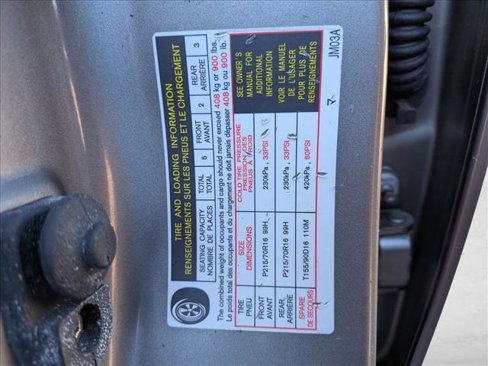 TIRE AND LOADING INFORMATION
RENSEIGNEMENTS SUR LES PNEUS ET LE CHARGEMENT
SEATING CAPACITY TOTAL 5 FRONT 2 REAR 3
NOMBRE DE PLACES TOTAL AVANT ARRIÈRE
The combined weight of occupants and cargo should never exceed 408 kg or 900 lbs.
Le poids total des occupants et du chargement ne doit jamais dépasser 408 kg ou 900 lb.
TIRE SIZE COLD TIRE PRESSURE SEE OWNER'S
PNEU DIMENSIONS PRESSION DES MANUAL FOR
PNEUS À FROID ADDITIONAL
FRONT P215/70R16 99H 230kPa, 33PSI INFORMATION
AVANT
REAR P215/70R16 99H 230kPa, 33PSI VOIR LE MANUEL
ARRIÈRE DE L'USAGER
SPARE T155/90D16 110M 420kPa, 60PSI POUR PLUS DE
DE SECOURS RENSEIGNEMENTS
7 JM03A